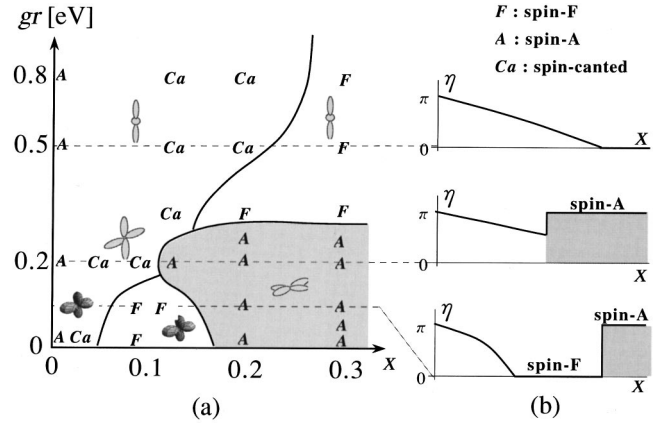 gr [eV]
F : spin-F
A : spin-A
Ca : spin-canted
0.8 A Ca Ca F
0.5 A Ca Ca F
Ca F F
A A
0.2 A Ca Ca A A A
F F A A
A
0 A Ca F A A
0 0.1 0.2 0.3 X
(a)
η
π
0
X
η
spin-A
π
0
X
η
spin-A
π
spin-F
0
X
(b)